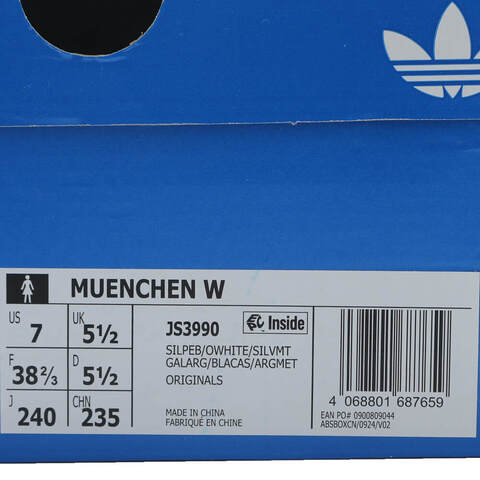 MUENCHEN W
US 7 UK 5½
F 38⅔ D 5½
J 240 CHN 235
JS3990
Inside
SILPEB/OWHITE/SILVMT
GALARG/BLACAS/ARGMET
ORIGINALS
MADE IN CHINA
FABRIQUÉ EN CHINE
4 068801 687659
EAN PO# 0900809044
ABSBOXCN/0924/V02